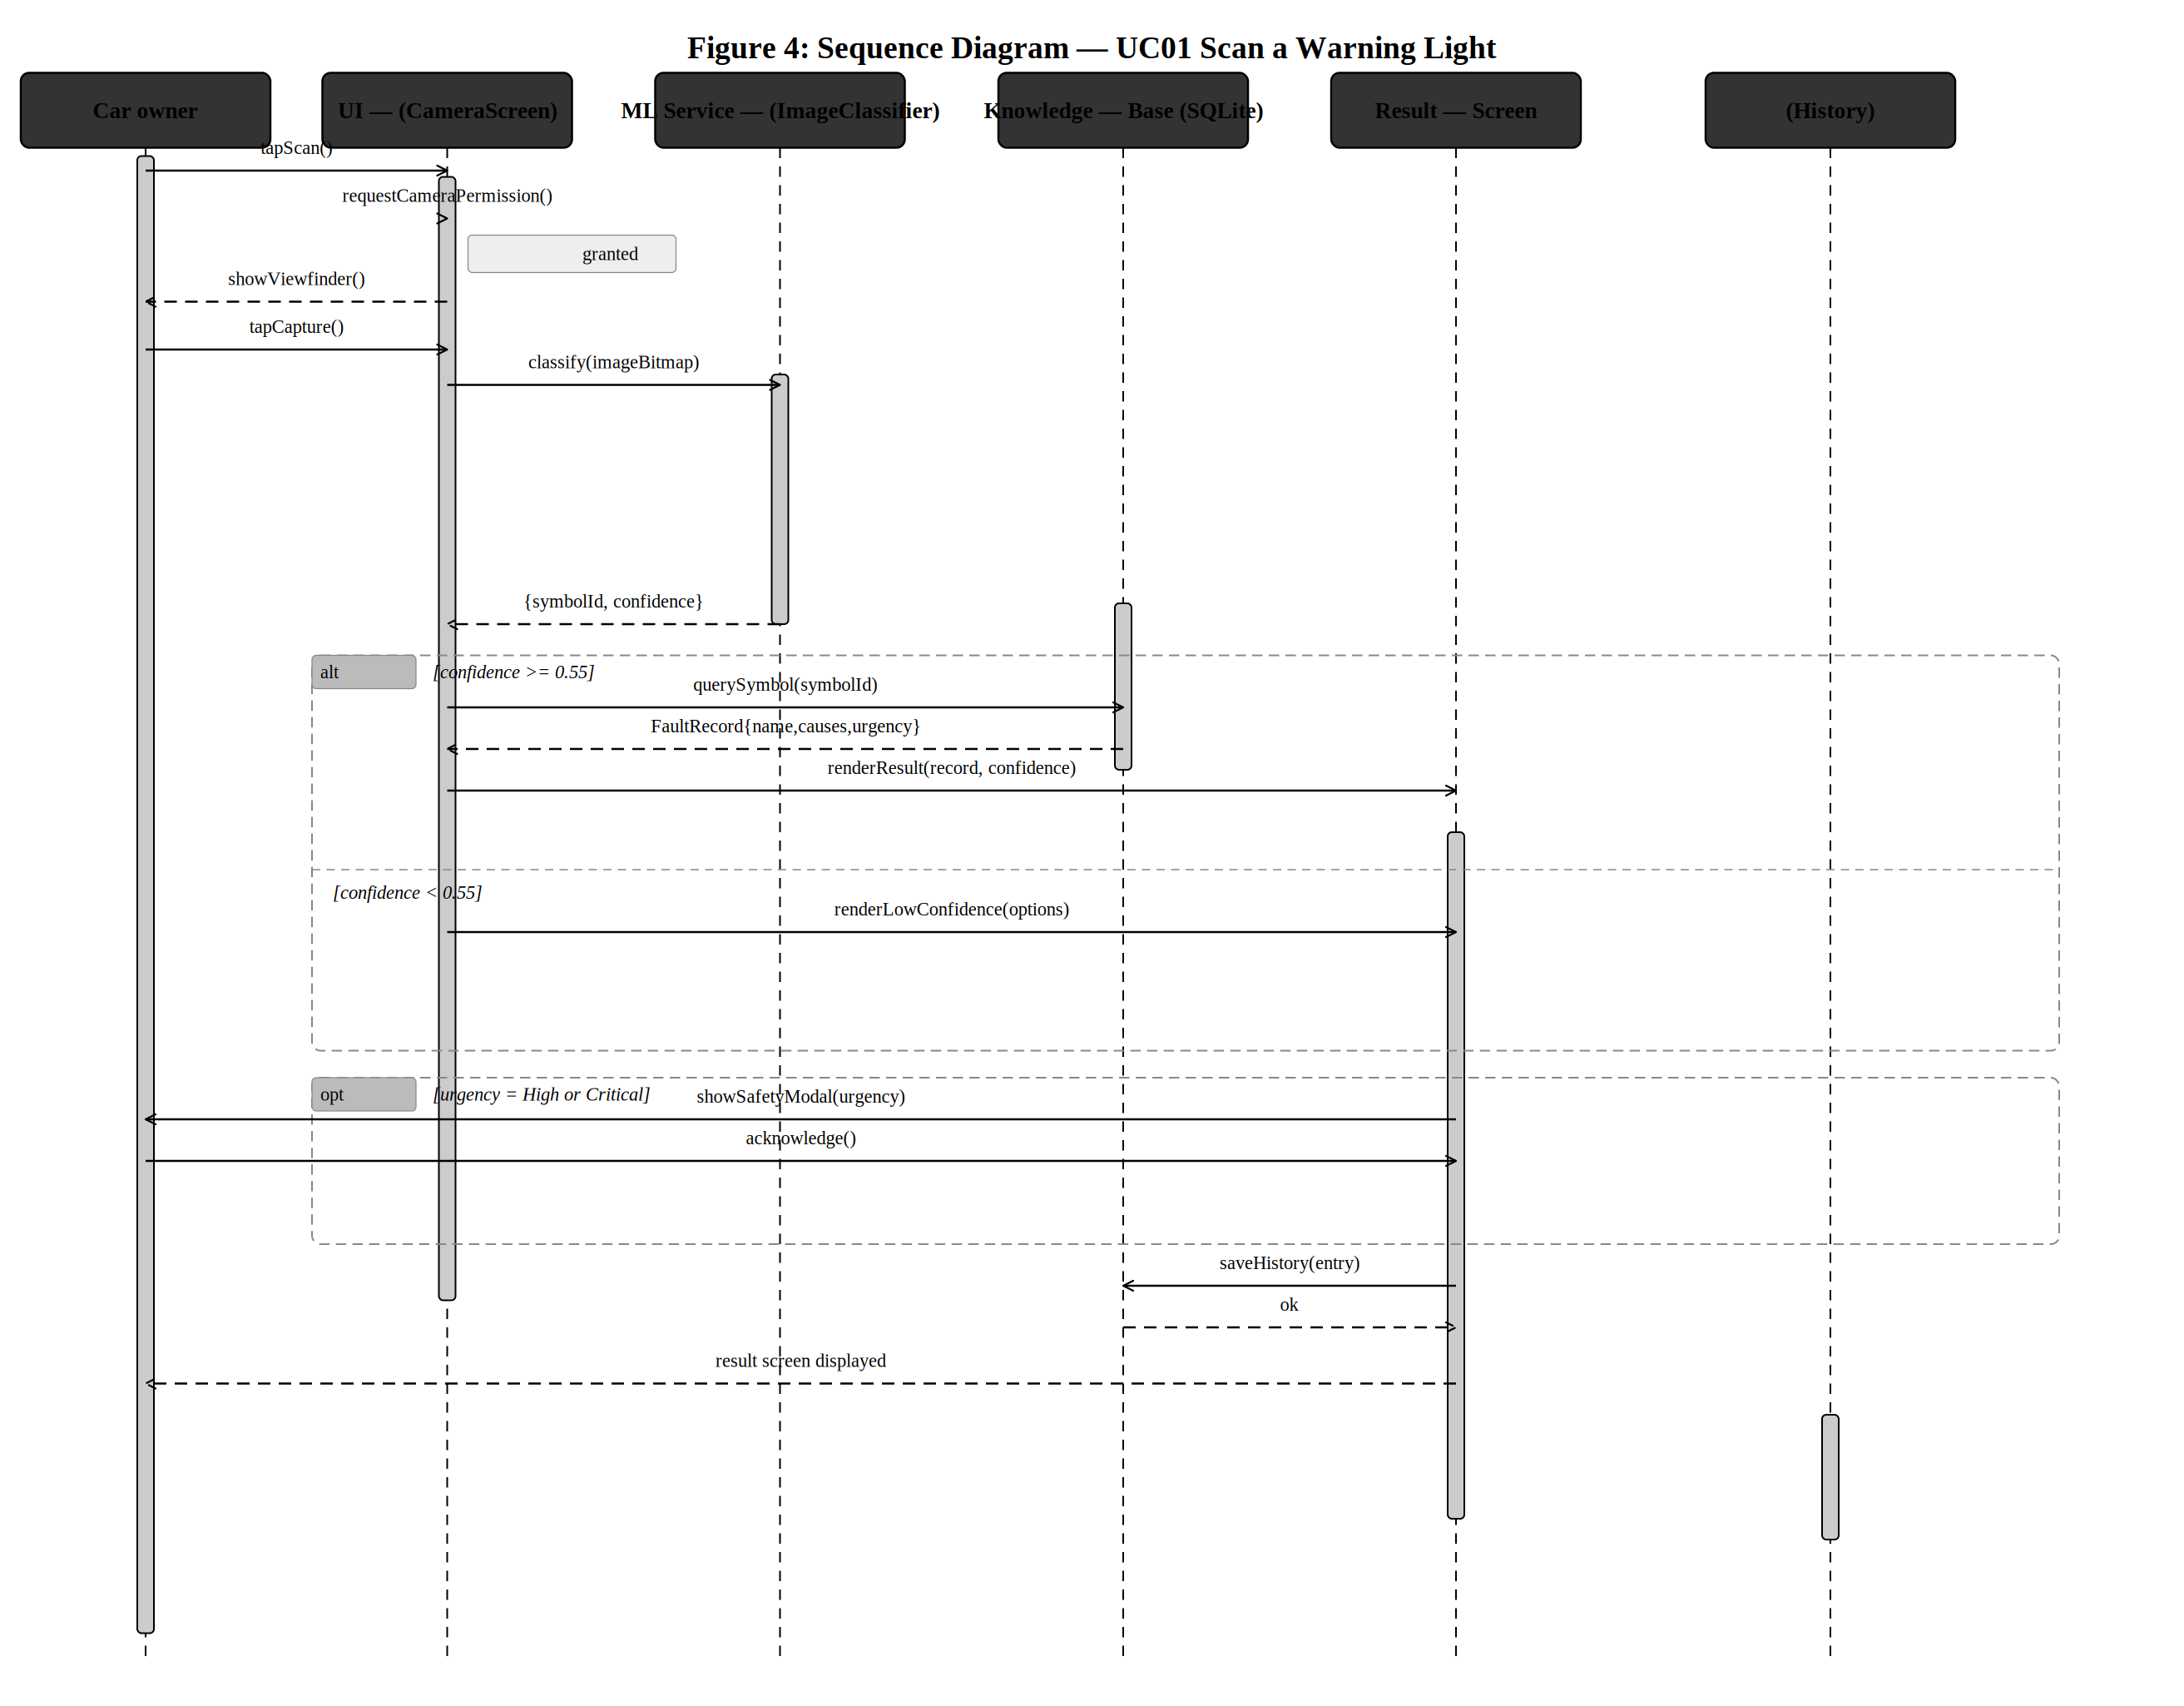 Figure 4: Sequence Diagram — UC01 Scan a Warning Light
Car owner
UI — (CameraScreen)
ML Service — (ImageClassifier)
Knowledge — Base (SQLite)
Result — Screen
(History)
tapScan()
requestCameraPermission()
granted
showViewfinder()
tapCapture()
classify(imageBitmap)
{symbolId, confidence}
alt
[confidence >= 0.55]
querySymbol(symbolId)
FaultRecord{name,causes,urgency}
renderResult(record, confidence)
[confidence < 0.55]
renderLowConfidence(options)
opt
[urgency = High or Critical]
showSafetyModal(urgency)
acknowledge()
saveHistory(entry)
ok
result screen displayed